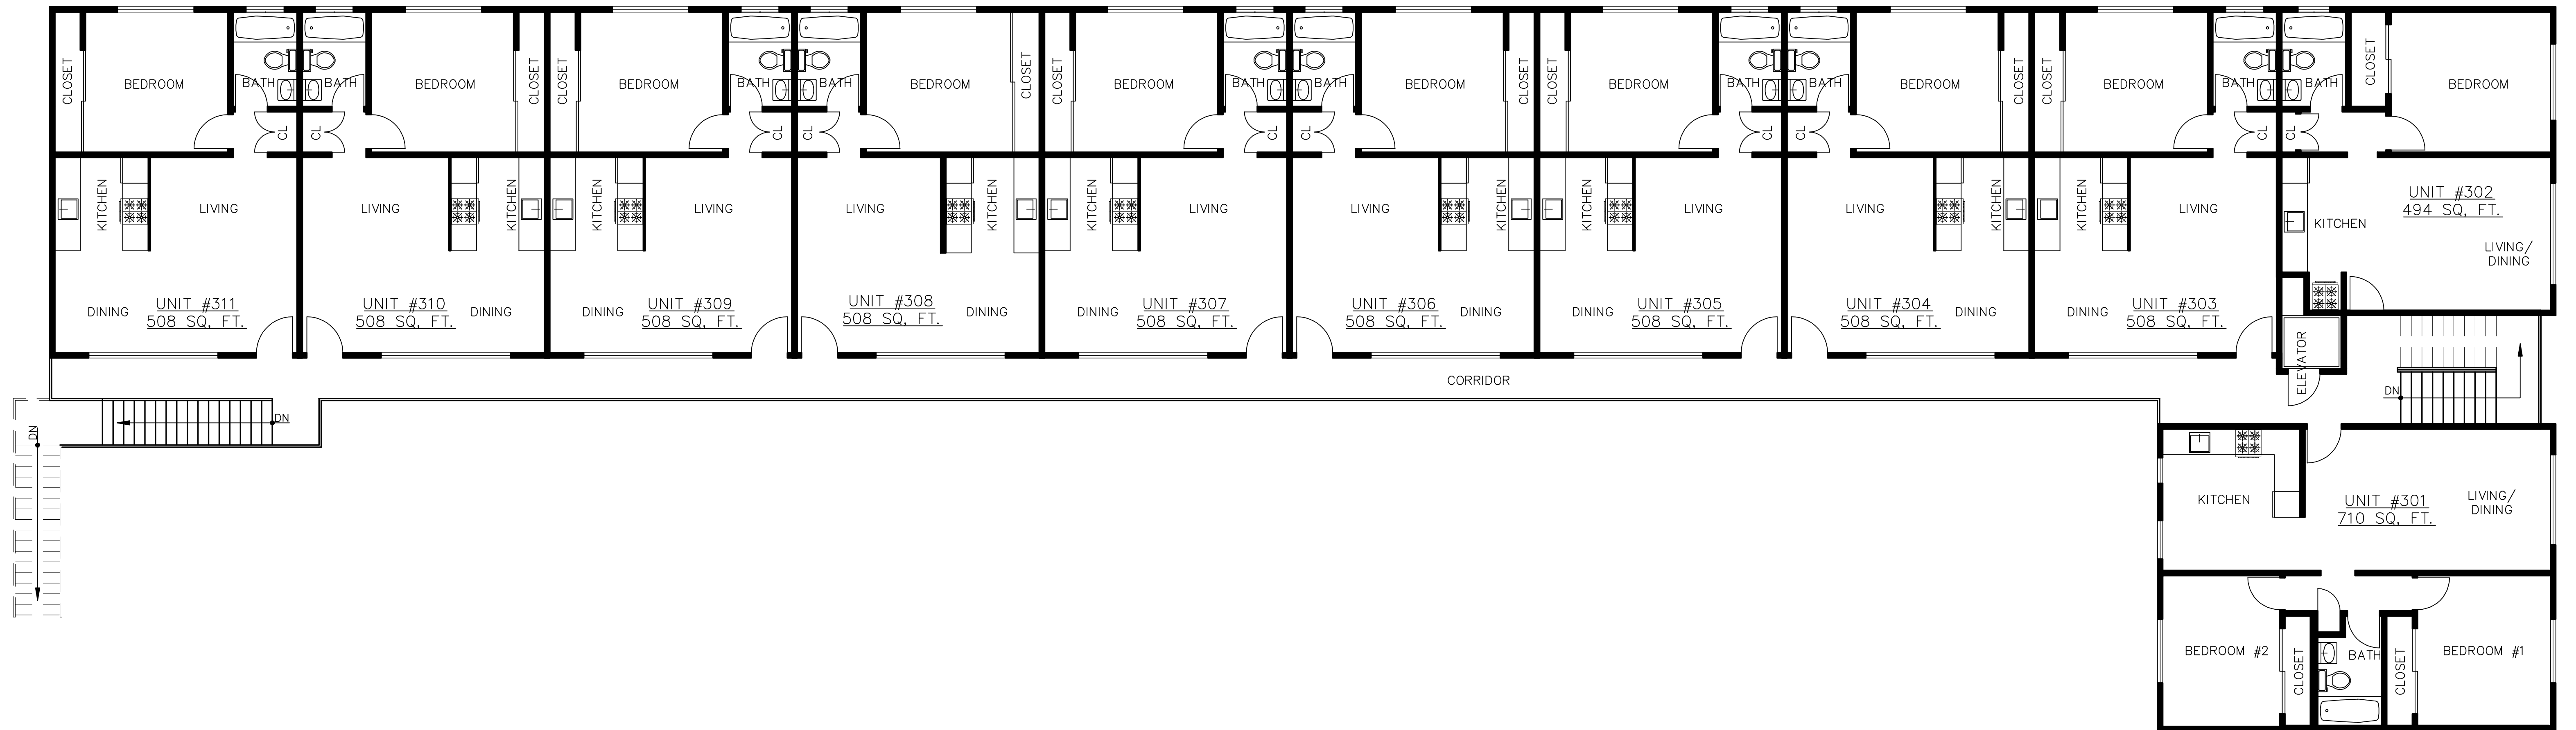 CLOSET
BEDROOM
BATH
BATH
BEDROOM
CLOSET
CLOSET
BEDROOM
BATH
BATH
BEDROOM
CLOSET
CLOSET
BEDROOM
BATH
BATH
BEDROOM
CLOSET
CLOSET
BEDROOM
BATH
BATH
BEDROOM
CLOSET
CLOSET
BEDROOM
BATH
BATH
CLOSET
BEDROOM
CL
CL
CL
CL
CL
CL
CL
CL
CL
CL
KITCHEN
LIVING
LIVING
KITCHEN
KITCHEN
LIVING
LIVING
KITCHEN
KITCHEN
LIVING
LIVING
KITCHEN
KITCHEN
LIVING
LIVING
KITCHEN
KITCHEN
LIVING
KITCHEN
UNIT #302
494 SQ, FT.
LIVING/
DINING
DINING
UNIT #311
508 SQ, FT.
UNIT #310
508 SQ, FT.
DINING
DINING
UNIT #309
508 SQ, FT.
UNIT #308
508 SQ, FT.
DINING
DINING
UNIT #307
508 SQ, FT.
UNIT #306
508 SQ, FT.
DINING
DINING
UNIT #305
508 SQ, FT.
UNIT #304
508 SQ, FT.
DINING
DINING
UNIT #303
508 SQ, FT.
ELEVATOR
CORRIDOR
DN
DN
DN
KITCHEN
UNIT #301
710 SQ, FT.
LIVING/
DINING
BEDROOM #2
CLOSET
BATH
CLOSET
BEDROOM #1